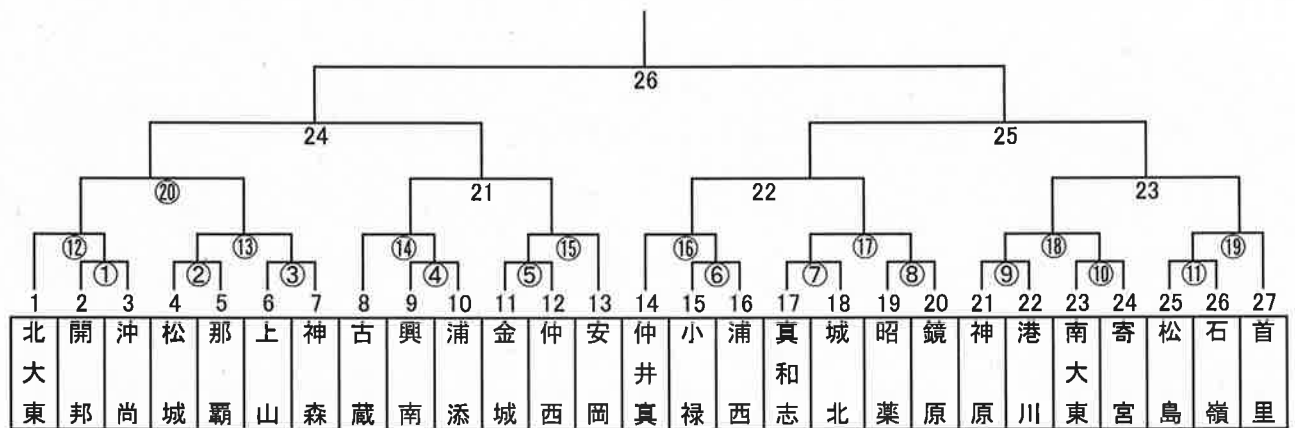 26
24 25
⑳ 21 22 23
⑫ ⑬ ⑭ ⑮ ⑯ ⑰ ⑱ ⑲
① ② ③ ④ ⑤ ⑥ ⑦ ⑧ ⑨ ⑩ ⑪
1 2 3 4 5 6 7 8 9 10 11 12 13 14 15 16 17 18 19 20 21 22 23 24 25 26 27
北大東
開邦
沖尚
松城
那覇
上山
神森
古蔵
興南
浦添
金城
仲西
安岡
仲井真
小禄
浦西
真和志
城北
昭薬
鏡原
神原
港川
南大東
寄宮
松島
石嶺
首里